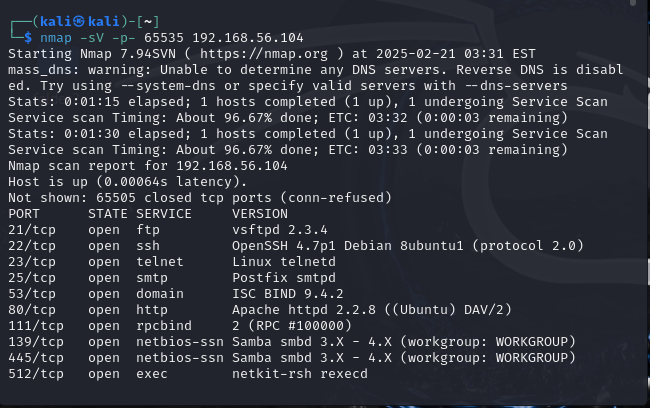 ┌──(kali㉿kali)-[~]
└─$ nmap -sV -p- 65535 192.168.56.104
Starting Nmap 7.94SVN ( https://nmap.org ) at 2025-02-21 03:31 EST
mass_dns: warning: Unable to determine any DNS servers. Reverse DNS is disabl
ed. Try using --system-dns or specify valid servers with --dns-servers
Stats: 0:01:15 elapsed; 1 hosts completed (1 up), 1 undergoing Service Scan
Service scan Timing: About 96.67% done; ETC: 03:32 (0:00:03 remaining)
Stats: 0:01:30 elapsed; 1 hosts completed (1 up), 1 undergoing Service Scan
Service scan Timing: About 96.67% done; ETC: 03:33 (0:00:03 remaining)
Nmap scan report for 192.168.56.104
Host is up (0.00064s latency).
Not shown: 65505 closed tcp ports (conn-refused)
PORT      STATE SERVICE     VERSION
21/tcp    open  ftp         vsftpd 2.3.4
22/tcp    open  ssh         OpenSSH 4.7p1 Debian 8ubuntu1 (protocol 2.0)
23/tcp    open  telnet      Linux telnetd
25/tcp    open  smtp        Postfix smtpd
53/tcp    open  domain      ISC BIND 9.4.2
80/tcp    open  http        Apache httpd 2.2.8 ((Ubuntu) DAV/2)
111/tcp   open  rpcbind     2 (RPC #100000)
139/tcp   open  netbios-ssn Samba smbd 3.X - 4.X (workgroup: WORKGROUP)
445/tcp   open  netbios-ssn Samba smbd 3.X - 4.X (workgroup: WORKGROUP)
512/tcp   open  exec        netkit-rsh rexecd